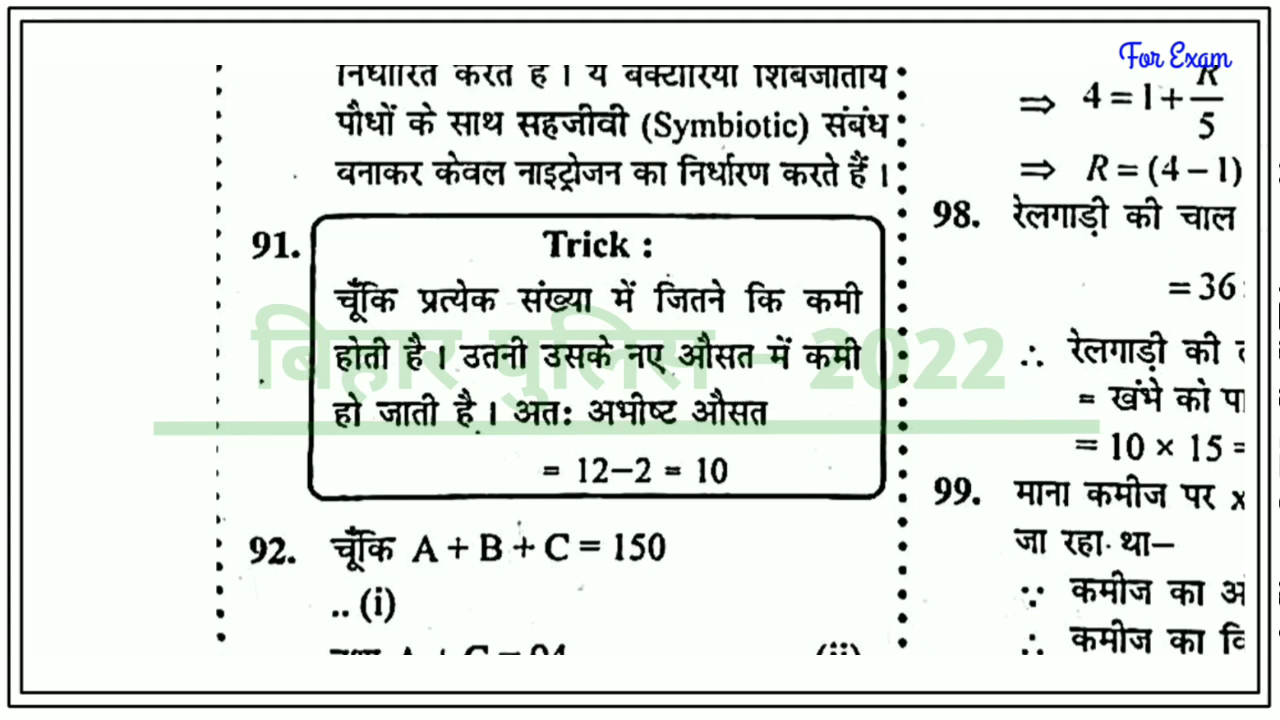 For Exam
निर्धारित करते हैं । ये बैक्टीरिया शिंबजातीय
पौधों के साथ सहजीवी (Symbiotic) संबंध
बनाकर केवल नाइट्रोजन का निर्धारण करते हैं ।
91. Trick :
चूँकि प्रत्येक संख्या में जितने कि कमी
होती है । उतनी उसके नए औसत में कमी
हो जाती है । अतः अभीष्ट औसत
= 12–2 = 10
92. चूँकि A + B + C = 150
.. (i)
बिहार पुलिस – 2022
⇒ 4 = 1 + R/5
⇒ R = (4 – 1)
98. रेलगाड़ी की चाल
= 36
∴ रेलगाड़ी की
= खंभे को
= 10 × 15 =
99. माना कमीज पर x
जा रहा था–
∵ कमीज का
∴ कमीज का